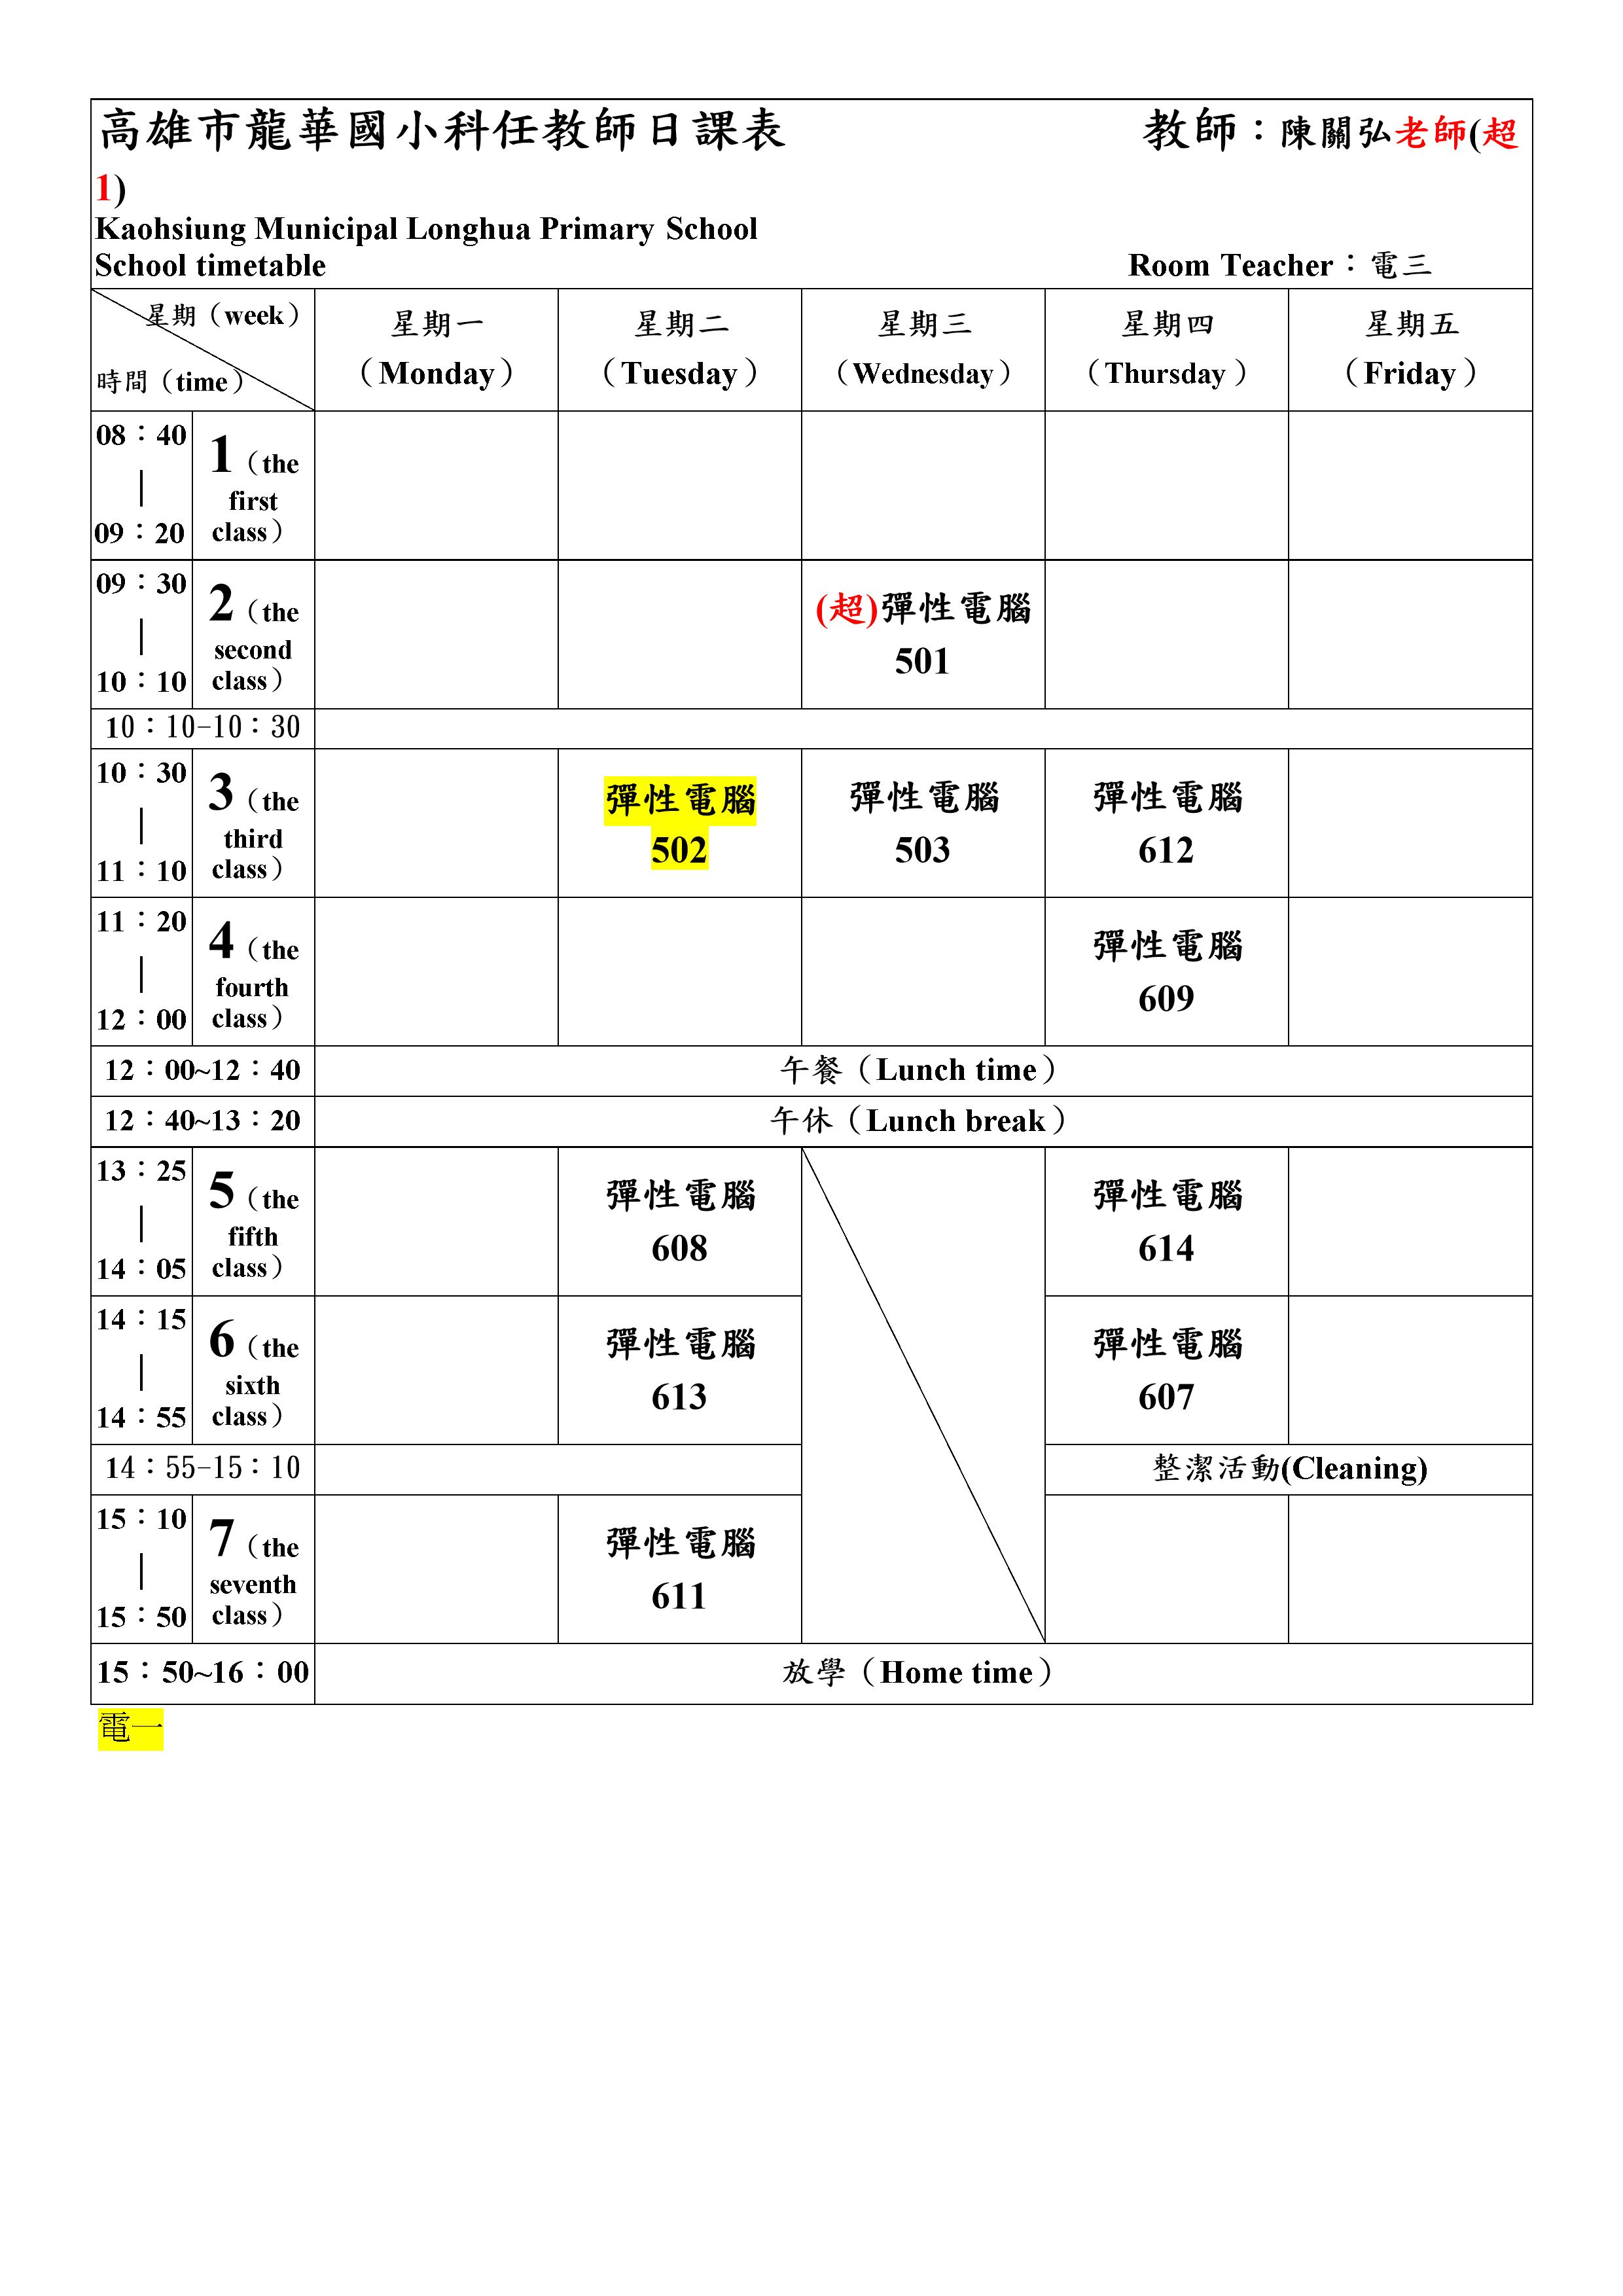 高雄市龍華國小科任教師日課表 教師：陳關弘老師(超
1)
Kaohsiung Municipal Longhua Primary School
School timetable Room Teacher：電三
星期（week）
時間（time）
星期一
（Monday）
星期二
（Tuesday）
星期三
（Wednesday）
星期四
（Thursday）
星期五
（Friday）
08：40
|
09：20
1（the
first
class）
09：30
|
10：10
2（the
second
class）
(超)彈性電腦
501
10：10-10：30
10：30
|
11：10
3（the
third
class）
彈性電腦
502
彈性電腦
503
彈性電腦
612
11：20
|
12：00
4（the
fourth
class）
彈性電腦
609
12：00~12：40
午餐（Lunch time）
12：40~13：20
午休（Lunch break）
13：25
|
14：05
5（the
fifth
class）
彈性電腦
608
彈性電腦
614
14：15
|
14：55
6（the
sixth
class）
彈性電腦
613
彈性電腦
607
14：55-15：10
整潔活動(Cleaning)
15：10
|
15：50
7（the
seventh
class）
彈性電腦
611
15：50~16：00
放學（Home time）
電一